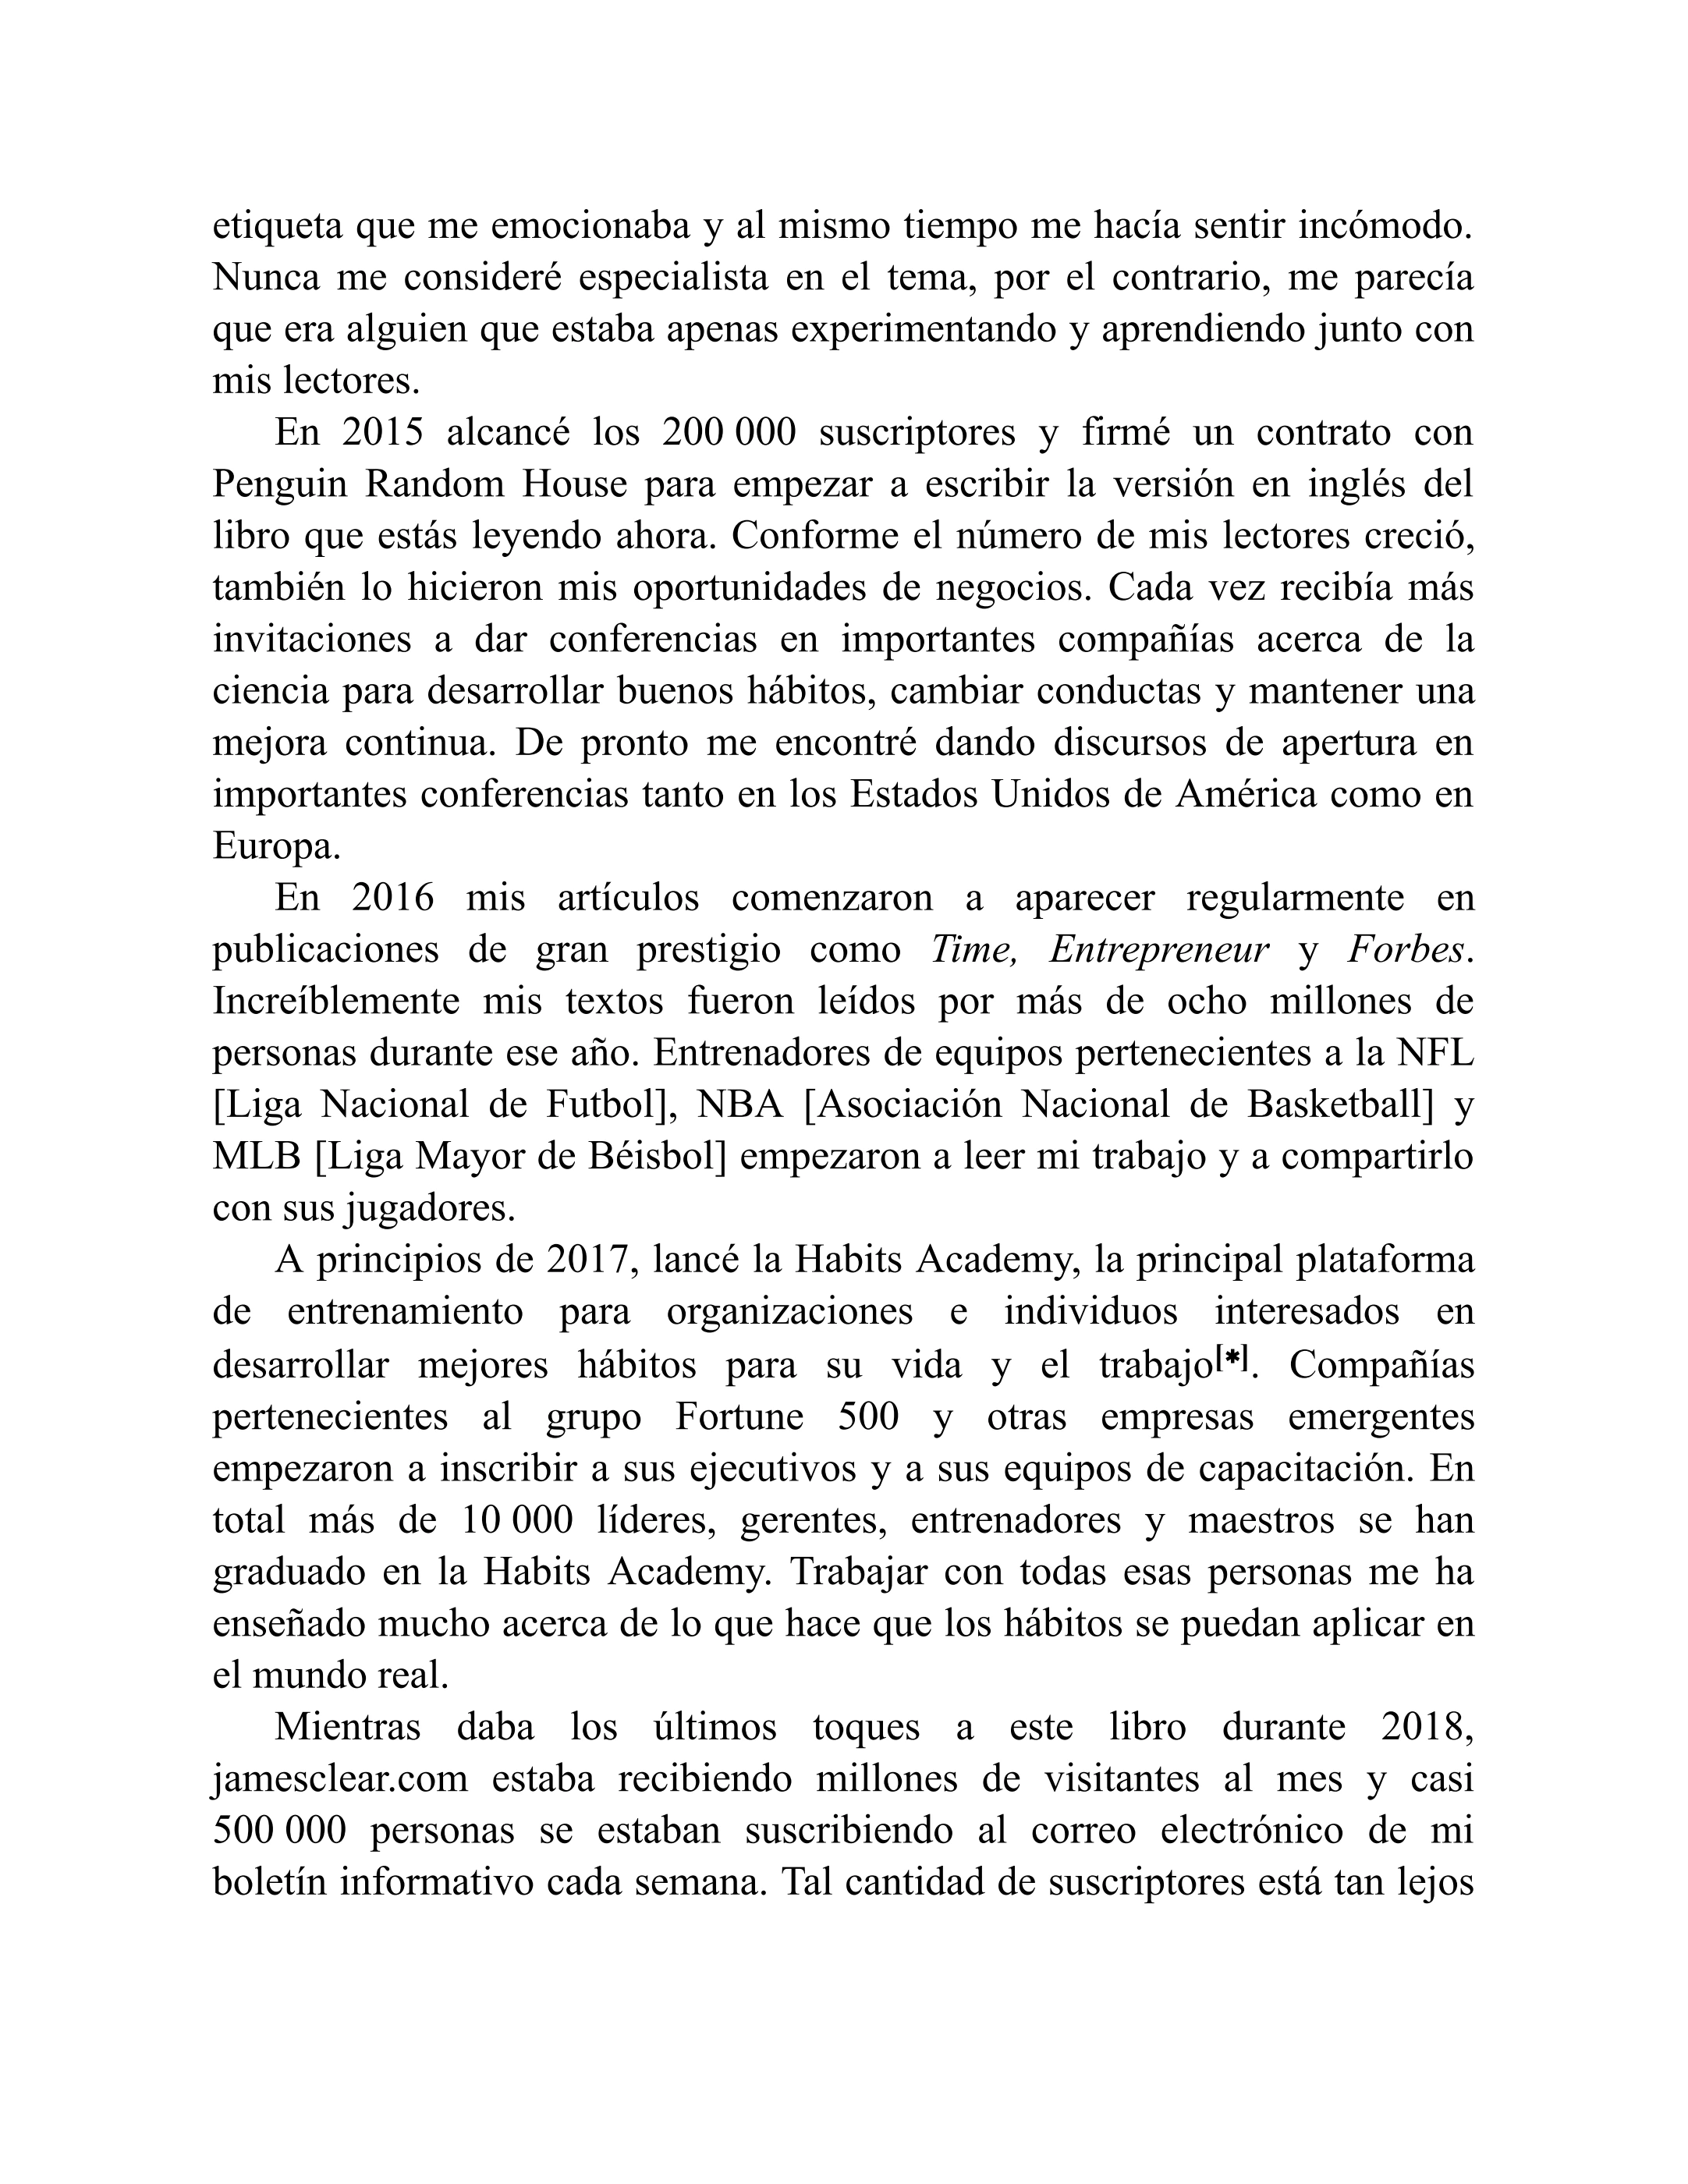 etiqueta que me emocionaba y al mismo tiempo me hacía sentir incómodo.
Nunca me consideré especialista en el tema, por el contrario, me parecía
que era alguien que estaba apenas experimentando y aprendiendo junto con
mis lectores.
En 2015 alcancé los 200 000 suscriptores y firmé un contrato con
Penguin Random House para empezar a escribir la versión en inglés del
libro que estás leyendo ahora. Conforme el número de mis lectores creció,
también lo hicieron mis oportunidades de negocios. Cada vez recibía más
invitaciones a dar conferencias en importantes compañías acerca de la
ciencia para desarrollar buenos hábitos, cambiar conductas y mantener una
mejora continua. De pronto me encontré dando discursos de apertura en
importantes conferencias tanto en los Estados Unidos de América como en
Europa.
En 2016 mis artículos comenzaron a aparecer regularmente en
publicaciones de gran prestigio como Time, Entrepreneur y Forbes.
Increíblemente mis textos fueron leídos por más de ocho millones de
personas durante ese año. Entrenadores de equipos pertenecientes a la NFL
[Liga Nacional de Futbol], NBA [Asociación Nacional de Basketball] y
MLB [Liga Mayor de Béisbol] empezaron a leer mi trabajo y a compartirlo
con sus jugadores.
A principios de 2017, lancé la Habits Academy, la principal plataforma
de entrenamiento para organizaciones e individuos interesados en
desarrollar mejores hábitos para su vida y el trabajo[*]. Compañías
pertenecientes al grupo Fortune 500 y otras empresas emergentes
empezaron a inscribir a sus ejecutivos y a sus equipos de capacitación. En
total más de 10 000 líderes, gerentes, entrenadores y maestros se han
graduado en la Habits Academy. Trabajar con todas esas personas me ha
enseñado mucho acerca de lo que hace que los hábitos se puedan aplicar en
el mundo real.
Mientras daba los últimos toques a este libro durante 2018,
jamesclear.com estaba recibiendo millones de visitantes al mes y casi
500 000 personas se estaban suscribiendo al correo electrónico de mi
boletín informativo cada semana. Tal cantidad de suscriptores está tan lejos